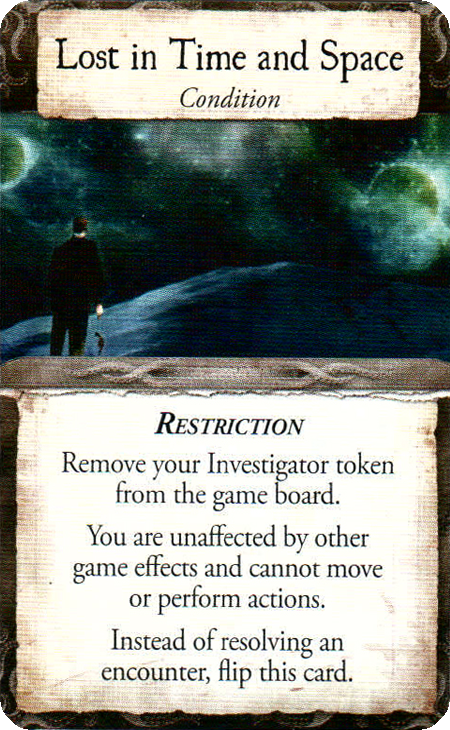 Lost in Time and Space
Condition
Restriction
Remove your Investigator token
from the game board.
You are unaffected by other
game effects and cannot move
or perform actions.
Instead of resolving an
encounter, flip this card.